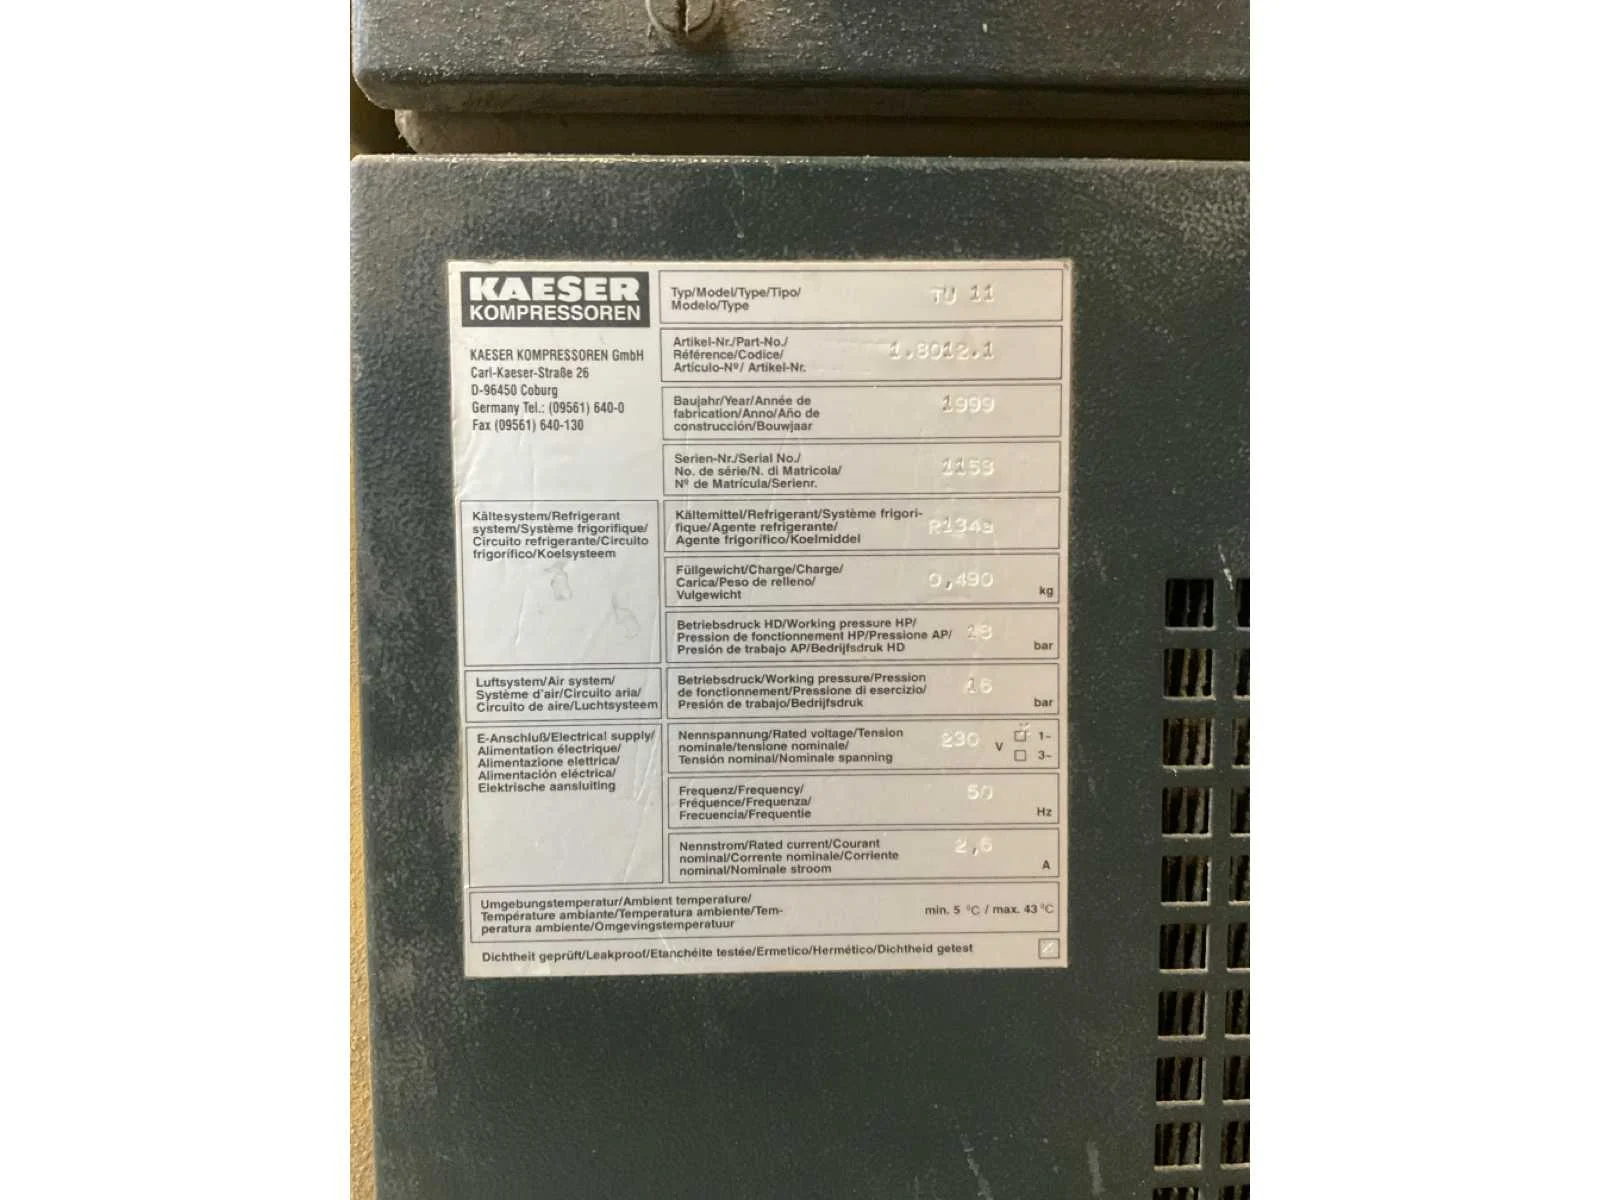 KAESER
KOMPRESSOREN
KAESER KOMPRESSOREN GmbH
Carl-Kaeser-Straße 26
D-96450 Coburg
Germany Tel.: (09561) 640-0
Fax (09561) 640-130
Typ/Model/Type/Tipo/
Modelo/Type
TU 11
Artikel-Nr./Part-No./
Référence/Codice/
Artículo-Nº/ Artikel-Nr.
1.8012.1
Baujahr/Year/Année de
fabrication/Anno/Año de
construcción/Bouwjaar
1999
Serien-Nr./Serial No./
No. de série/N. di Matricola/
Nº de Matrícula/Serienr.
1153
Kältesystem/Refrigerant
system/Système frigorifique/
Circuito refrigerante/Circuito
frigorífico/Koelsysteem
Kältemittel/Refrigerant/Système frigori-
fique/Agente refrigerante/
Agente frigorífico/Koelmiddel
R134a
Füllgewicht/Charge/Charge/
Carica/Peso de relleno/
Vulgewicht
0,490
kg
Betriebsdruck HD/Working pressure HP/
Pression de fonctionnement HP/Pressione AP/
Presión de trabajo AP/Bedrijfsdruk HD
bar
Luftsystem/Air system/
Système d'air/Circuito aria/
Circuito de aire/Luchtsysteem
Betriebsdruck/Working pressure/Pression
de fonctionnement/Pressione di esercizio/
Presión de trabajo/Bedrijfsdruk
16
bar
E-Anschluß/Electrical supply/
Alimentation électrique/
Alimentazione elettrica/
Alimentación eléctrica/
Elektrische aansluiting
Nennspannung/Rated voltage/Tension
nominale/tensione nominale/
Tensión nominal/Nominale spanning
230
V
1~
3~
Frequenz/Frequency/
Fréquence/Frequenza/
Frecuencia/Frequentie
50
Hz
Nennstrom/Rated current/Courant
nominal/Corrente nominale/Corriente
nominal/Nominale stroom
2,6
A
Umgebungstemperatur/Ambient temperature/
Température ambiante/Temperatura ambiente/Tem-
peratura ambiente/Omgevingstemperatuur
min. 5 °C / max. 43 °C
Dichtheit geprüft/Leakproof/Etanchéite testée/Ermetico/Hermético/Dichtheid getest